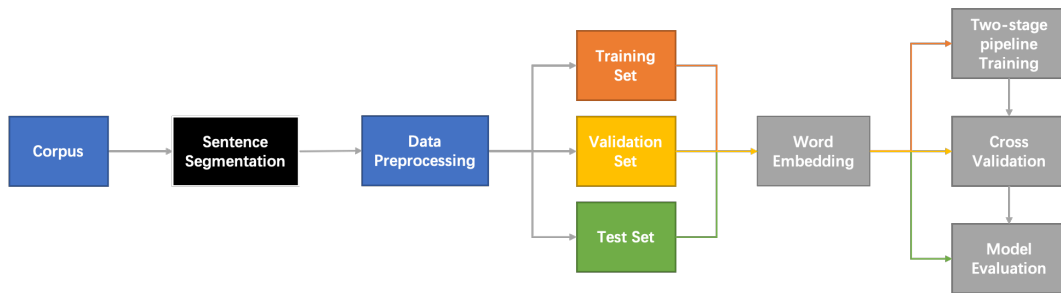 Corpus
Sentence
Segmentation
Data
Preprocessing
Training
Set
Validation
Set
Test Set
Word
Embedding
Two-stage
pipeline
Training
Cross
Validation
Model
Evaluation